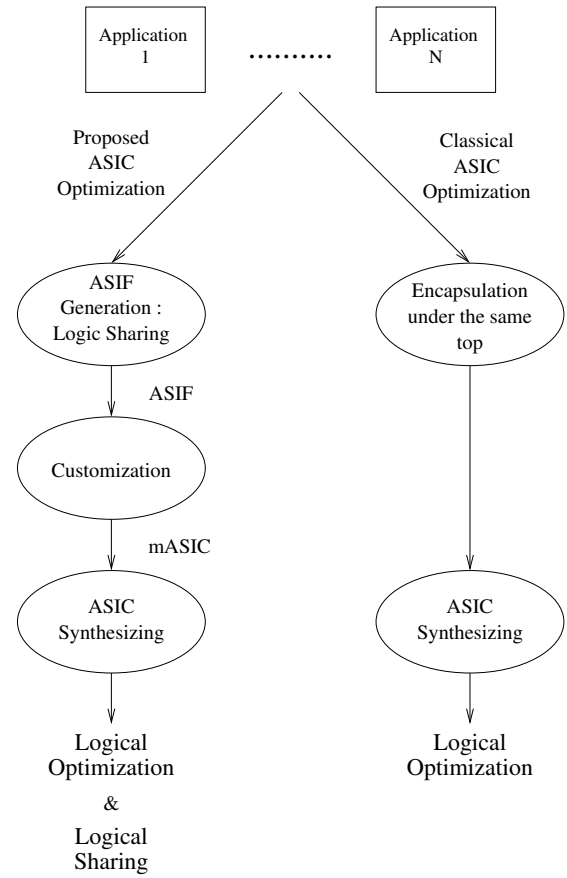 Application
1
..........
Application
N
Proposed
ASIC
Optimization
Classical
ASIC
Optimization
ASIF
Generation :
Logic Sharing
Encapsulation
under the same
top
ASIF
Customization
mASIC
ASIC
Synthesizing
ASIC
Synthesizing
Logical
Optimization
&
Logical
Sharing
Logical
Optimization